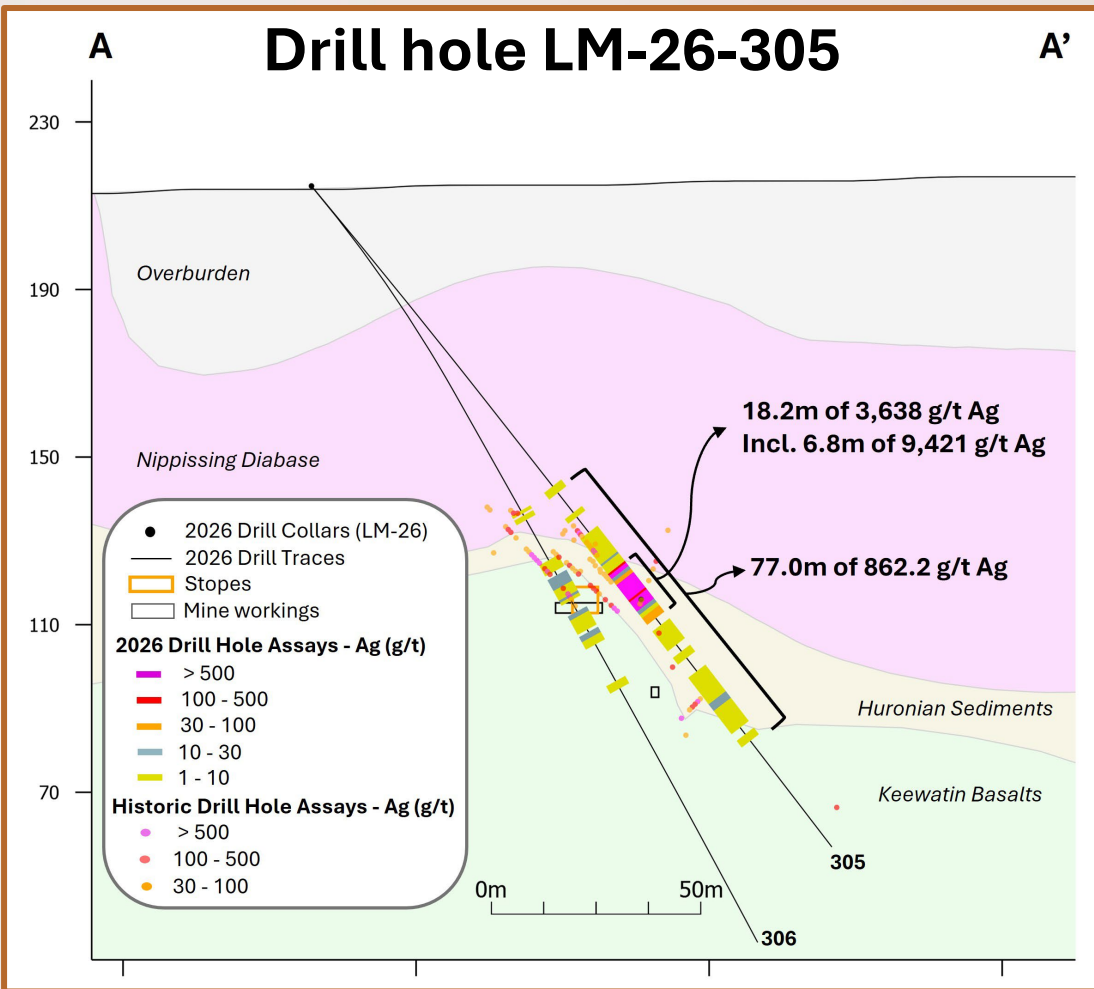 A
Drill hole LM-26-305
A’
230
190
150
110
70
Overburden
Nippissing Diabase
18.2m of 3,638 g/t Ag
Incl. 6.8m of 9,421 g/t Ag
77.0m of 862.2 g/t Ag
2026 Drill Collars (LM-26)
2026 Drill Traces
Stopes
Mine workings
2026 Drill Hole Assays - Ag (g/t)
> 500
100 - 500
30 - 100
10 - 30
1 - 10
Historic Drill Hole Assays - Ag (g/t)
> 500
100 - 500
30 - 100
Huronian Sediments
Keewatin Basalts
305
306
0m
50m